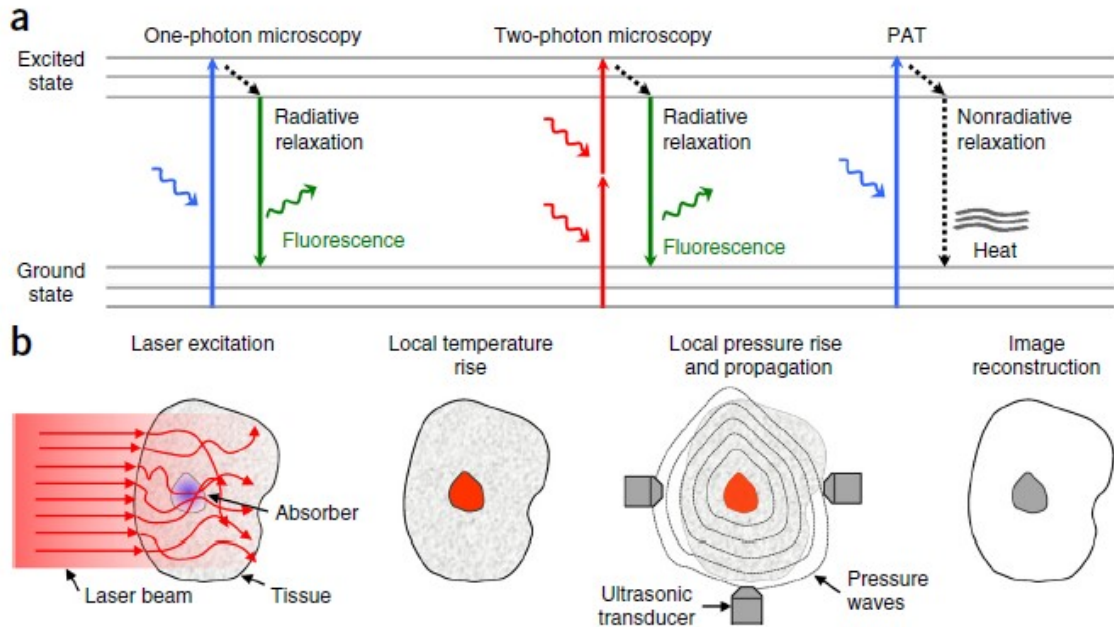 a
One-photon microscopy
Two-photon microscopy
PAT
Excited
state
Radiative
relaxation
Radiative
relaxation
Nonradiative
relaxation
Fluorescence
Fluorescence
Heat
Ground
state
b
Laser excitation
Local temperature
rise
Local pressure rise
and propagation
Image
reconstruction
Absorber
Laser beam
Tissue
Ultrasonic
transducer
Pressure
waves